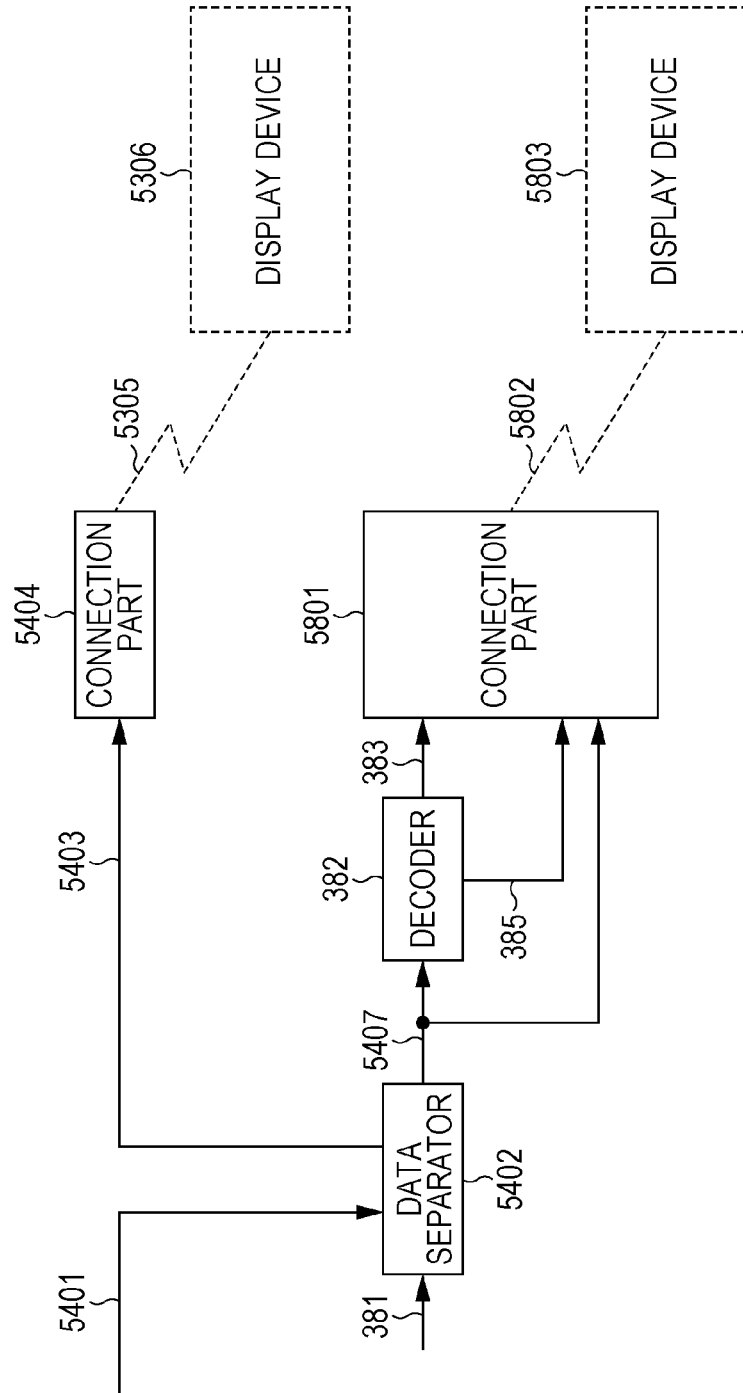 5401
5403
5404
CONNECTION
PART
5305
5306
DISPLAY DEVICE
381
DATA
SEPARATOR
5402
5407
382
DECODER
383
385
5801
CONNECTION
PART
5802
5803
DISPLAY DEVICE